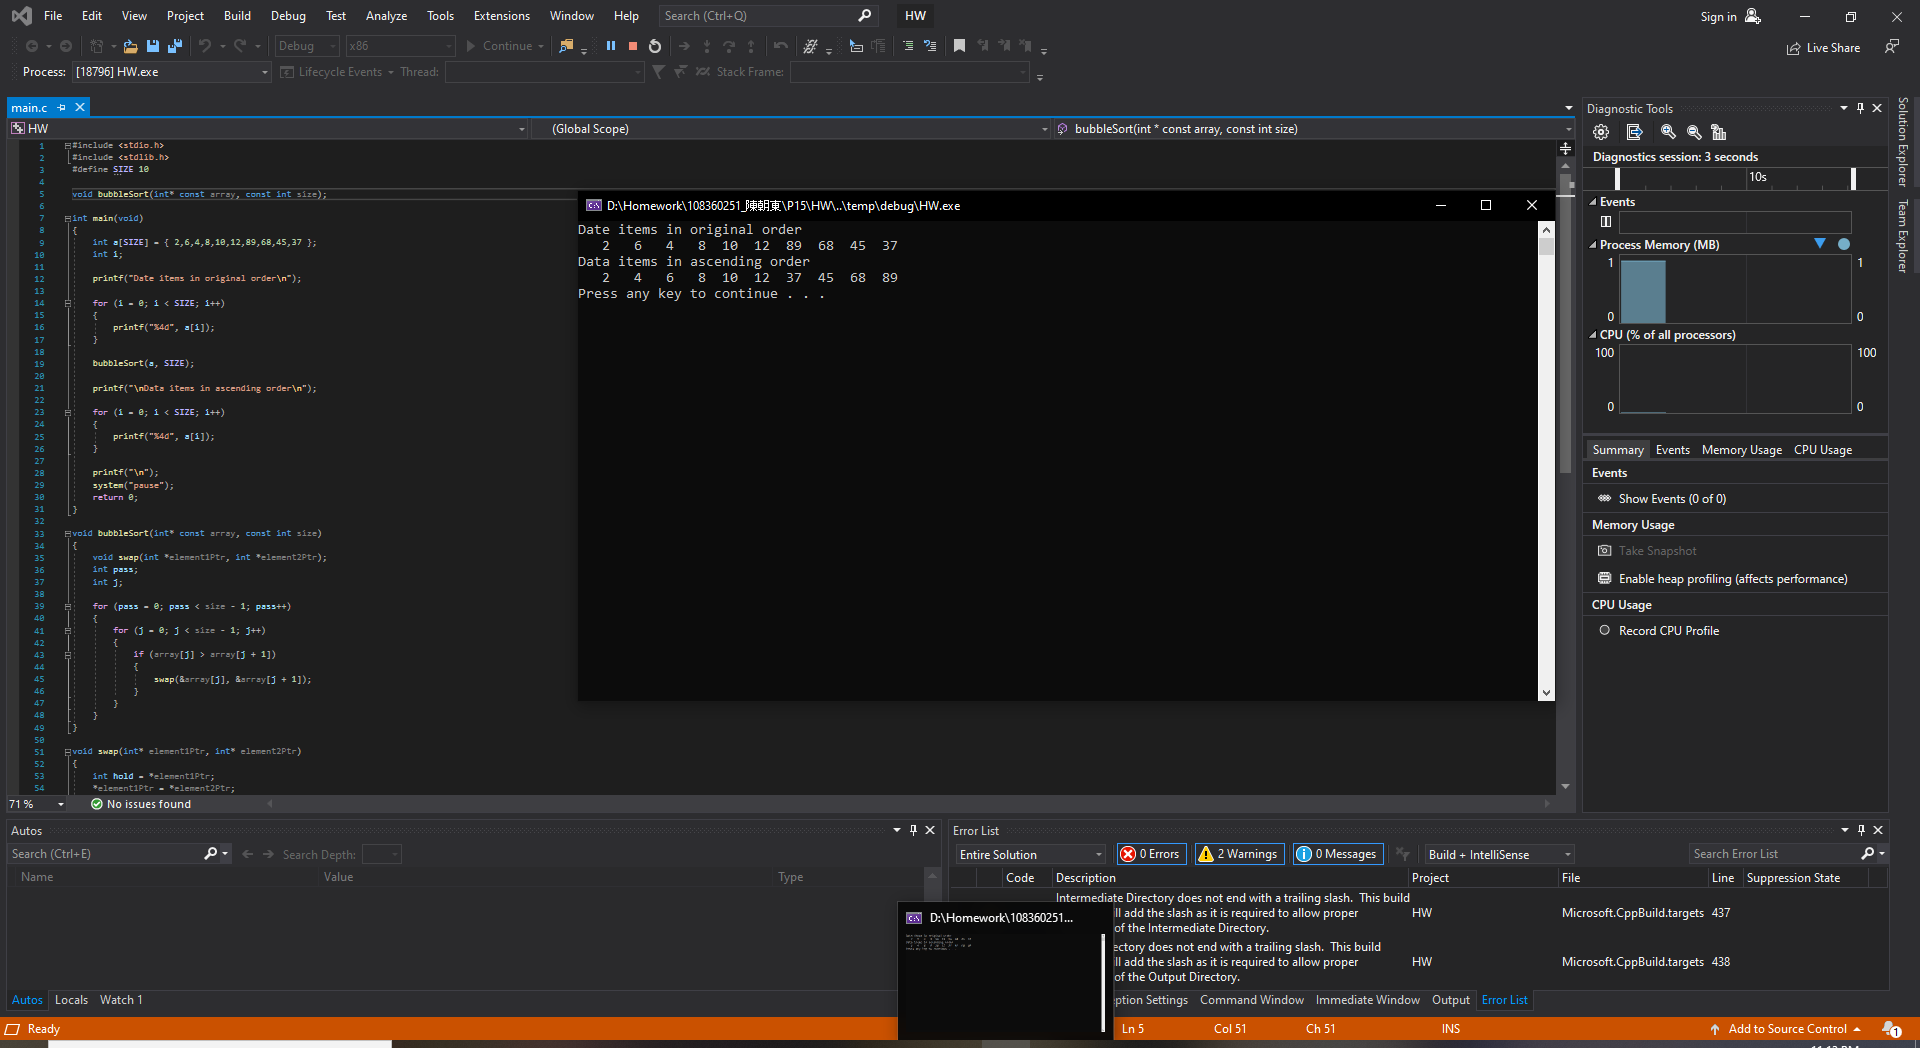 File Edit View Project Build Debug Test Analyze Tools Extensions Window Help Search (Ctrl+Q) HW Sign in
Debug x86 Continue Live Share
Process: [18796] HW.exe Lifecycle Events Thread: Stack Frame:
main.c
HW (Global Scope) bubbleSort(int * const array, const int size)
1 #include <stdio.h>
2 #include <stdlib.h>
3 #define SIZE 10
4
5 void bubbleSort(int* const array, const int size);
6
7 int main(void)
8 {
9 int a[SIZE] = { 2,6,4,8,10,12,89,68,45,37 };
10 int i;
11
12 printf("Date items in original order\n");
13
14 for (i = 0; i < SIZE; i++)
15 {
16 printf("%4d", a[i]);
17 }
18
19 bubbleSort(a, SIZE);
20
21 printf("\nData items in ascending order\n");
22
23 for (i = 0; i < SIZE; i++)
24 {
25 printf("%4d", a[i]);
26 }
27
28 printf("\n");
29 system("pause");
30 return 0;
31 }
32
33 void bubbleSort(int* const array, const int size)
34 {
35 void swap(int *element1Ptr, int *element2Ptr);
36 int pass;
37 int j;
38
39 for (pass = 0; pass < size - 1; pass++)
40 {
41 for (j = 0; j < size - 1; j++)
42 {
43 if (array[j] > array[j + 1])
44 {
45 swap(&array[j], &array[j + 1]);
46 }
47 }
48 }
49 }
50
51 void swap(int* element1Ptr, int* element2Ptr)
52 {
53 int hold = *element1Ptr;
54 *element1Ptr = *element2Ptr;
71 % No issues found
D:\Homework\108360251_陳朝東\P15\HW\..\temp\debug\HW.exe
Date items in original order
2 6 4 8 10 12 89 68 45 37
Data items in ascending order
2 4 6 8 10 12 37 45 68 89
Press any key to continue . . .
Diagnostic Tools
Diagnostics session: 3 seconds
10s
Events
Process Memory (MB)
1 1
0 0
CPU (% of all processors)
100 100
0 0
Summary Events Memory Usage CPU Usage
Events
Show Events (0 of 0)
Memory Usage
Take Snapshot
Enable heap profiling (affects performance)
CPU Usage
Record CPU Profile
Solution Explorer
Team Explorer
Autos
Search (Ctrl+E) Search Depth:
Name Value Type
Autos Locals Watch 1
Error List
Entire Solution 0 Errors 2 Warnings 0 Messages Build + IntelliSense Search Error List
Code Description Project File Line Suppression State
Intermediate Directory does not end with a trailing slash. This build
ll add the slash as it is required to allow proper HW Microsoft.CppBuild.targets 437
of the Intermediate Directory.
ectory does not end with a trailing slash. This build
ll add the slash as it is required to allow proper HW Microsoft.CppBuild.targets 438
of the Output Directory.
D:\Homework\108360251...
ption Settings Command Window Immediate Window Output Error List
Ready Ln 5 Col 51 Ch 51 INS Add to Source Control 1